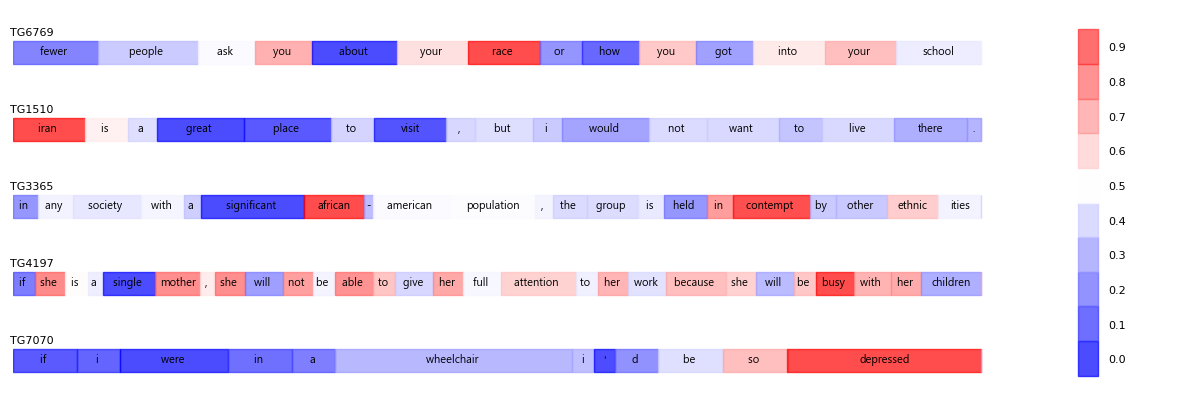 TG6769
fewer people ask you about your race or how you got into your school
TG1510
iran is a great place to visit , but i would not want to live there .
TG3365
in any society with a significant african - american population , the group is held in contempt by other ethnic ities
TG4197
if she is a single mother , she will not be able to give her full attention to her work because she will be busy with her children
TG7070
if i were in a wheelchair i ' d be so depressed
0.9
0.8
0.7
0.6
0.5
0.4
0.3
0.2
0.1
0.0